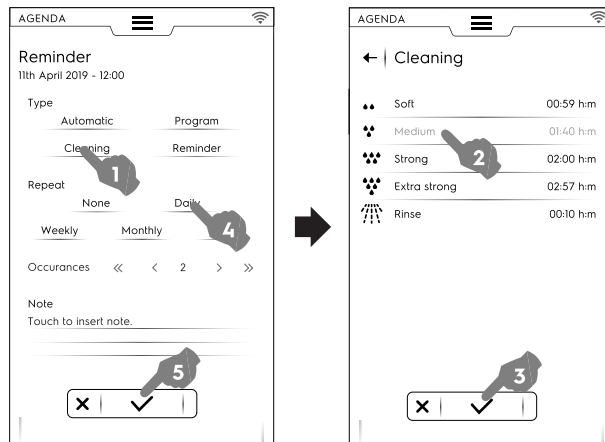 AGENDA
Reminder
11th April 2019 - 12:00
Type
Automatic Program
Cleaning Reminder
1
Repeat
None Daily
4
Weekly Monthly
Occurances « < 2 > »
Note
Touch to insert note.
5
AGENDA
Cleaning
Soft 00:59 h:m
Medium 01:40 h:m
2
Strong 02:00 h:m
Extra strong 02:57 h:m
Rinse 00:10 h:m
3